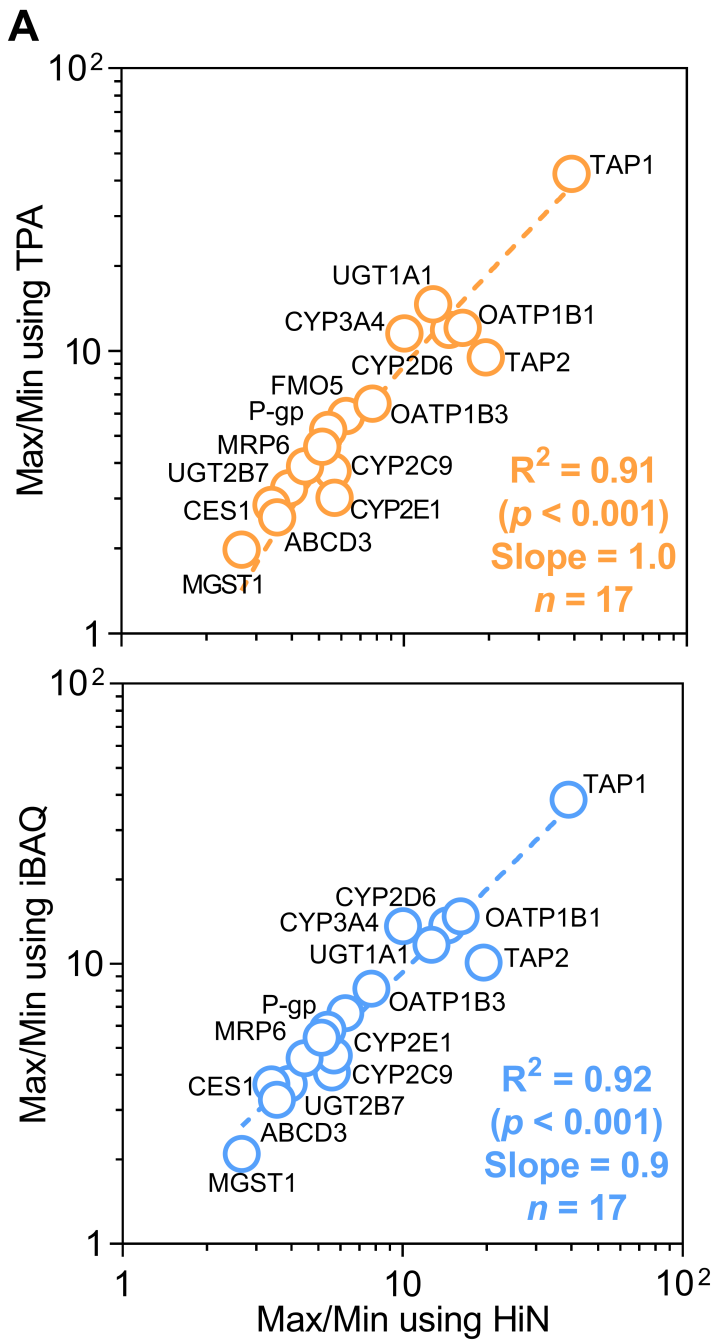 A
10²
TAP1
UGT1A1
OATP1B1
CYP3A4
CYP2D6
TAP2
10
FMO5
P-gp
OATP1B3
MRP6
CYP2C9
UGT2B7
CES1
CYP2E1
ABCD3
MGST1
1
Max/Min using TPA
R² = 0.91
(p < 0.001)
Slope = 1.0
n = 17
10²
TAP1
CYP2D6
CYP3A4
OATP1B1
UGT1A1
TAP2
10
P-gp
OATP1B3
MRP6
CYP2E1
CYP2C9
CES1
UGT2B7
ABCD3
MGST1
1
Max/Min using iBAQ
R² = 0.92
(p < 0.001)
Slope = 0.9
n = 17
1 10 10²
Max/Min using HiN